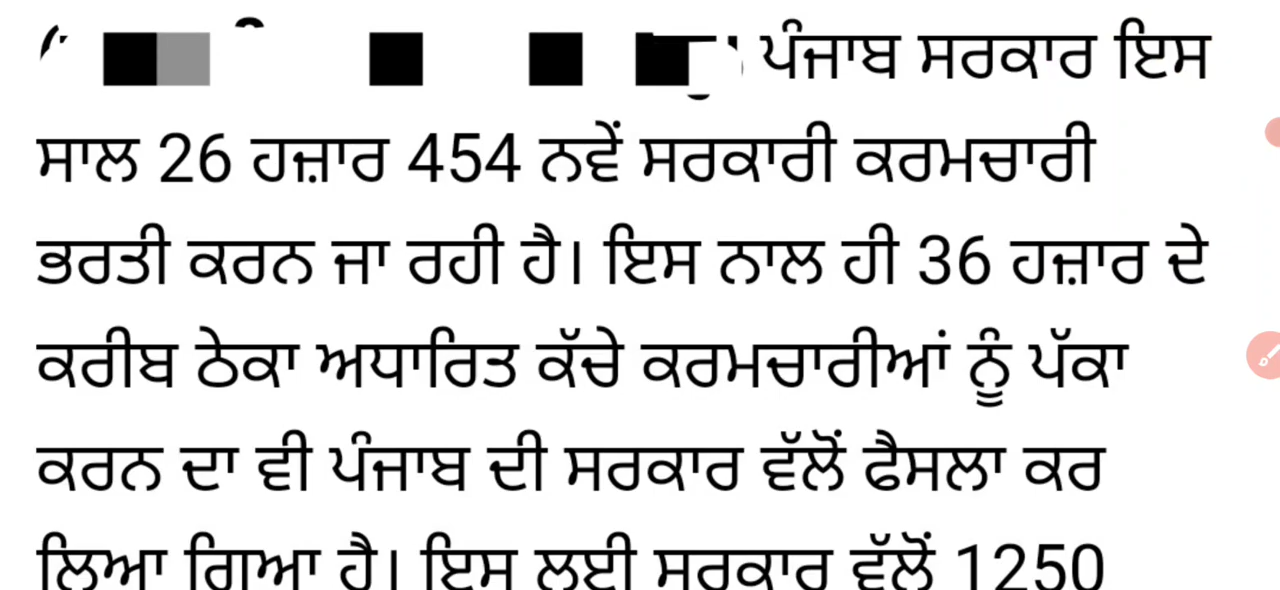 ਪੰਜਾਬ ਸਰਕਾਰ ਇਸ
ਸਾਲ 26 ਹਜ਼ਾਰ 454 ਨਵੇਂ ਸਰਕਾਰੀ ਕਰਮਚਾਰੀ
ਭਰਤੀ ਕਰਨ ਜਾ ਰਹੀ ਹੈ। ਇਸ ਨਾਲ ਹੀ 36 ਹਜ਼ਾਰ ਦੇ
ਕਰੀਬ ਠੇਕਾ ਅਧਾਰਿਤ ਕੱਚੇ ਕਰਮਚਾਰੀਆਂ ਨੂੰ ਪੱਕਾ
ਕਰਨ ਦਾ ਵੀ ਪੰਜਾਬ ਦੀ ਸਰਕਾਰ ਵੱਲੋਂ ਫੈਸਲਾ ਕਰ
ਲਿਆ ਗਿਆ ਹੈ। ਇਸ ਲਈ ਸਰਕਾਰ ਵੱਲੋਂ 1250